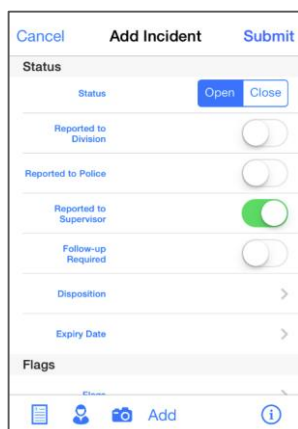 Cancel Add Incident Submit
Status
Status Open Close
Reported to
Division
Reported to Police
Reported to
Supervisor
Follow-up
Required
Disposition
Expiry Date
Flags
Flags
Add